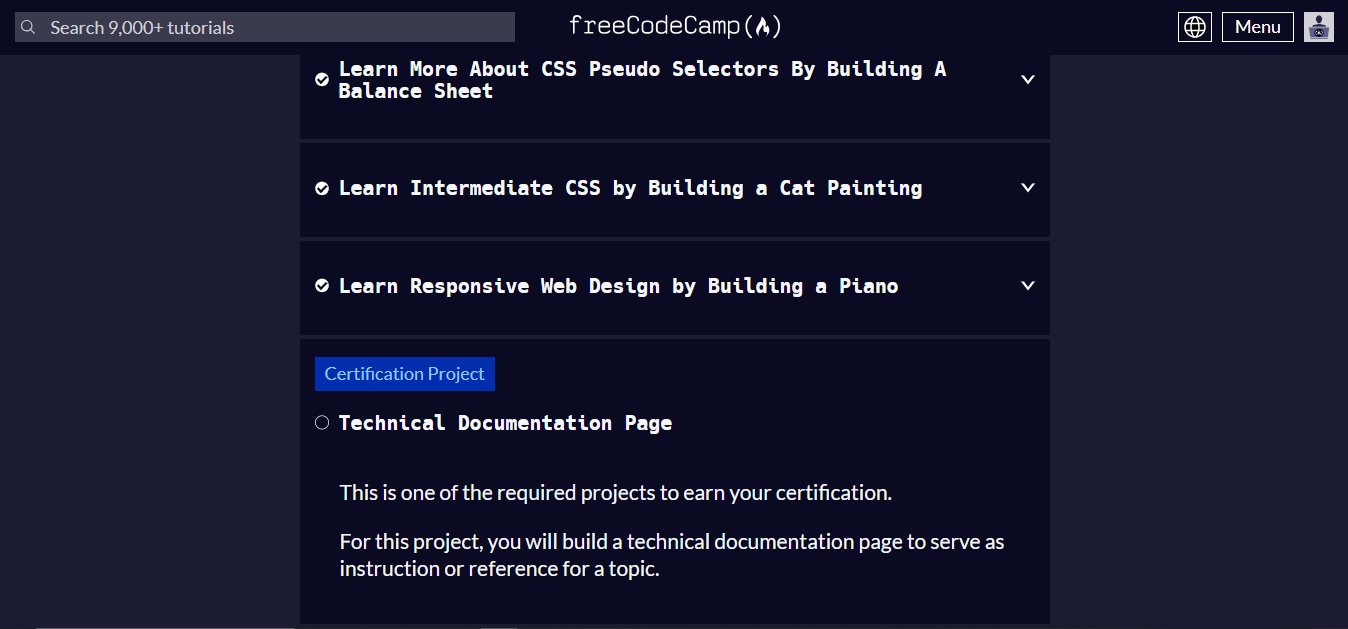 Search 9,000+ tutorials
freeCodeCamp(🔥)
Menu
Learn More About CSS Pseudo Selectors By Building A
Balance Sheet
Learn Intermediate CSS by Building a Cat Painting
Learn Responsive Web Design by Building a Piano
Certification Project
Technical Documentation Page
This is one of the required projects to earn your certification.
For this project, you will build a technical documentation page to serve as
instruction or reference for a topic.